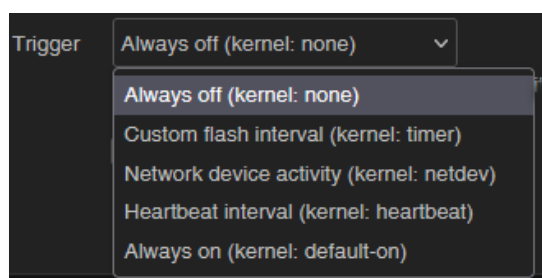 Trigger
Always off (kernel: none)
Always off (kernel: none)
Custom flash interval (kernel: timer)
Network device activity (kernel: netdev)
Heartbeat interval (kernel: heartbeat)
Always on (kernel: default-on)